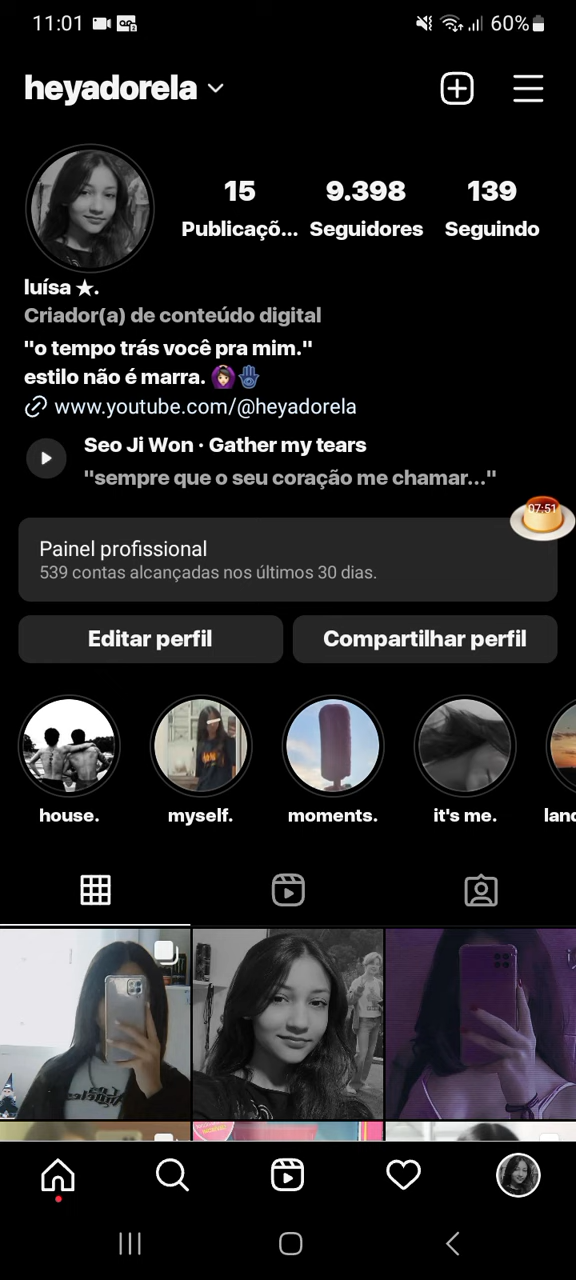 11:01
60%
heyadorela
15 9.398 139
Publicaçõ... Seguidores Seguindo
luísa ★.
Criador(a) de conteúdo digital
"o tempo trás você pra mim."
estilo não é marra. 🙆🏻‍♀️🪬
www.youtube.com/@heyadorela
Seo Ji Won · Gather my tears
"sempre que o seu coração me chamar..."
07:51
Painel profissional
539 contas alcançadas nos últimos 30 dias.
Editar perfil Compartilhar perfil
house. myself. moments. it's me. land